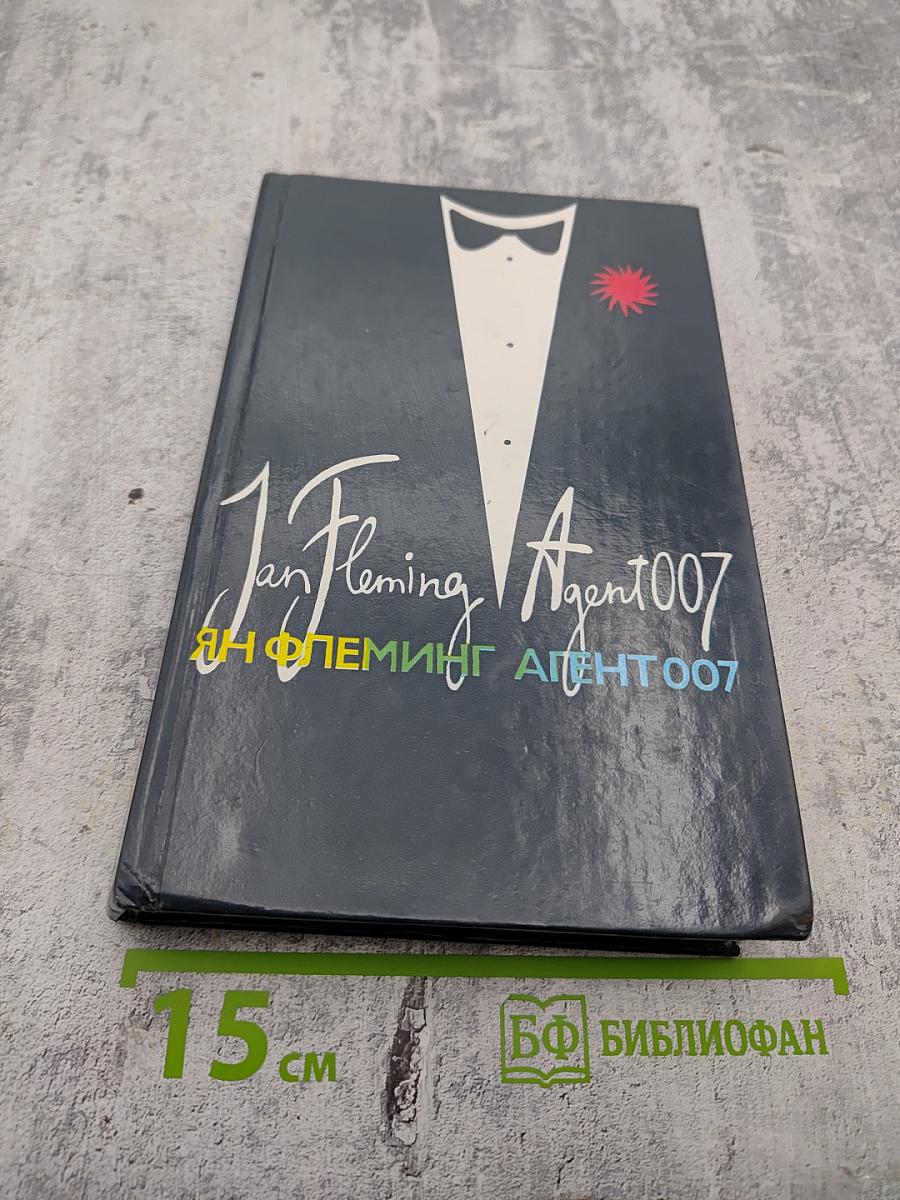 Jan Fleming Agent 007
ЯН ФЛЕМИНГ АГЕНТ 007
15 см
БФ БИБЛИОФАН